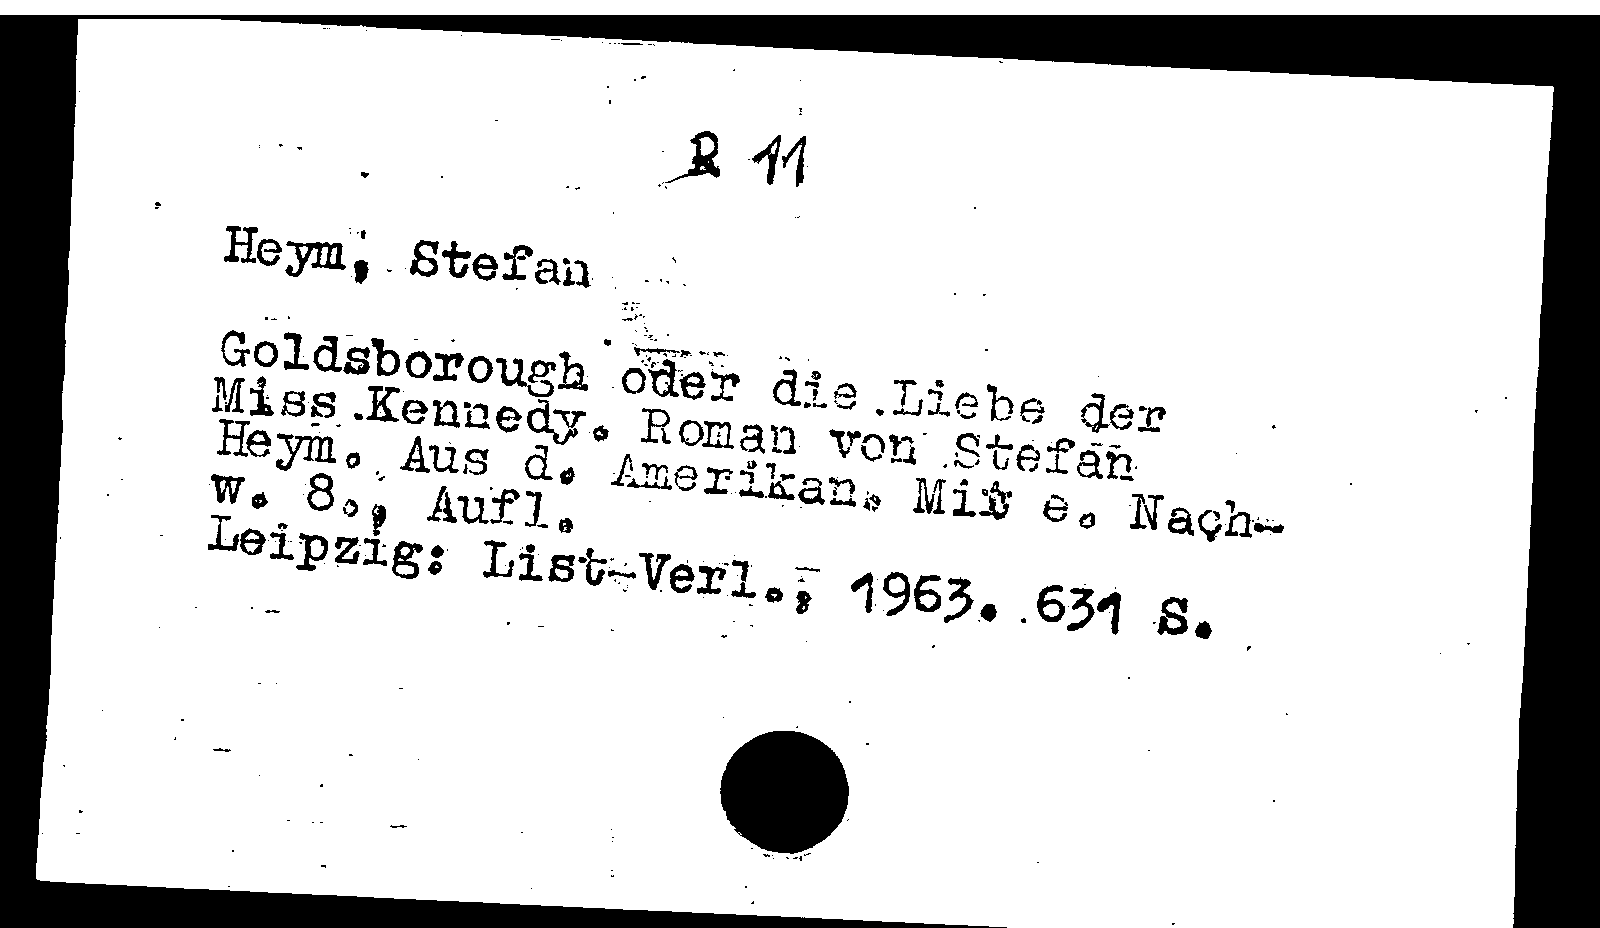 R 11
Heym, Stefan
Goldsborough oder die Liebe der
Miss Kennedy. Roman von Stefan
Heym. Aus d. Amerikan. Mit e. Nach-
w. 8., Aufl.
Leipzig: List-Verl., 1963. 631 S.